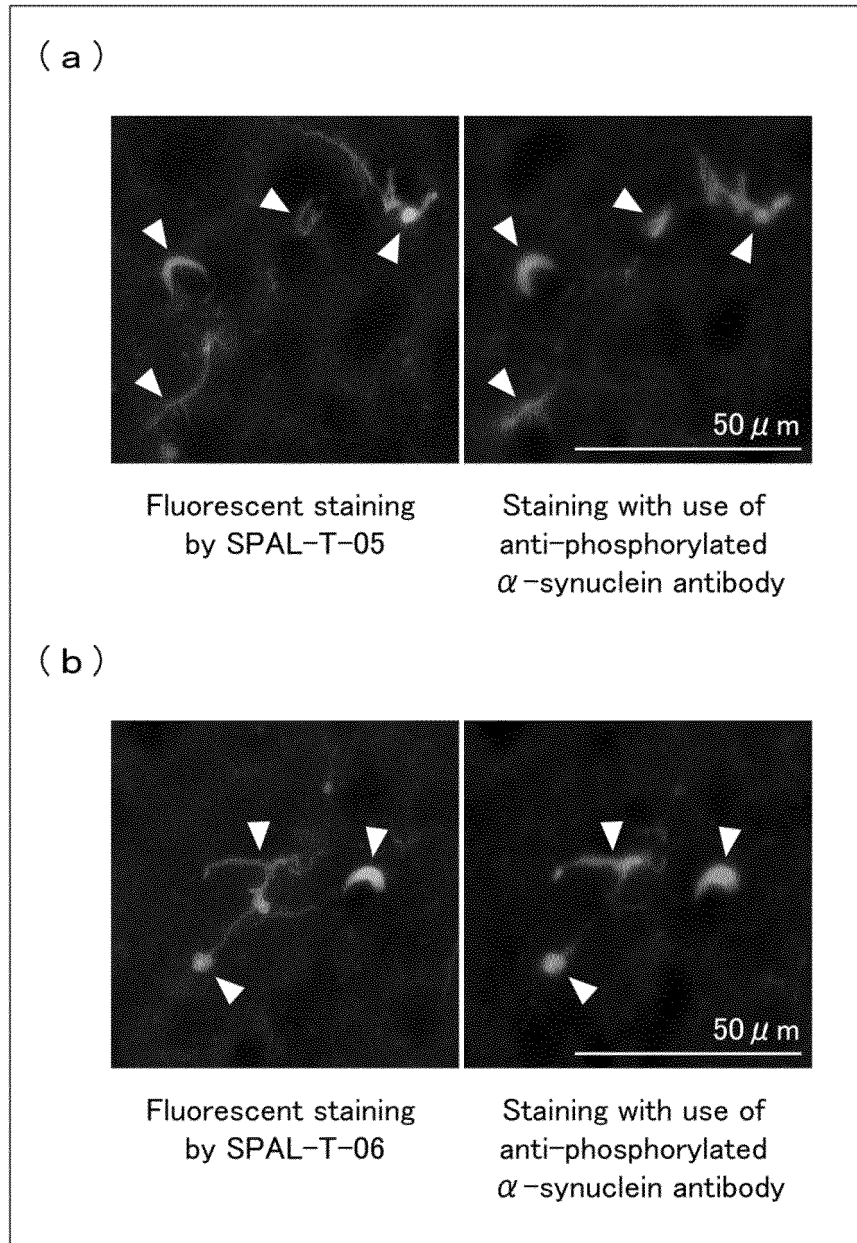 (a)
50 μm
Fluorescent staining
by SPAL-T-05
Staining with use of
anti-phosphorylated
α-synuclein antibody
(b)
50 μm
Fluorescent staining
by SPAL-T-06
Staining with use of
anti-phosphorylated
α-synuclein antibody